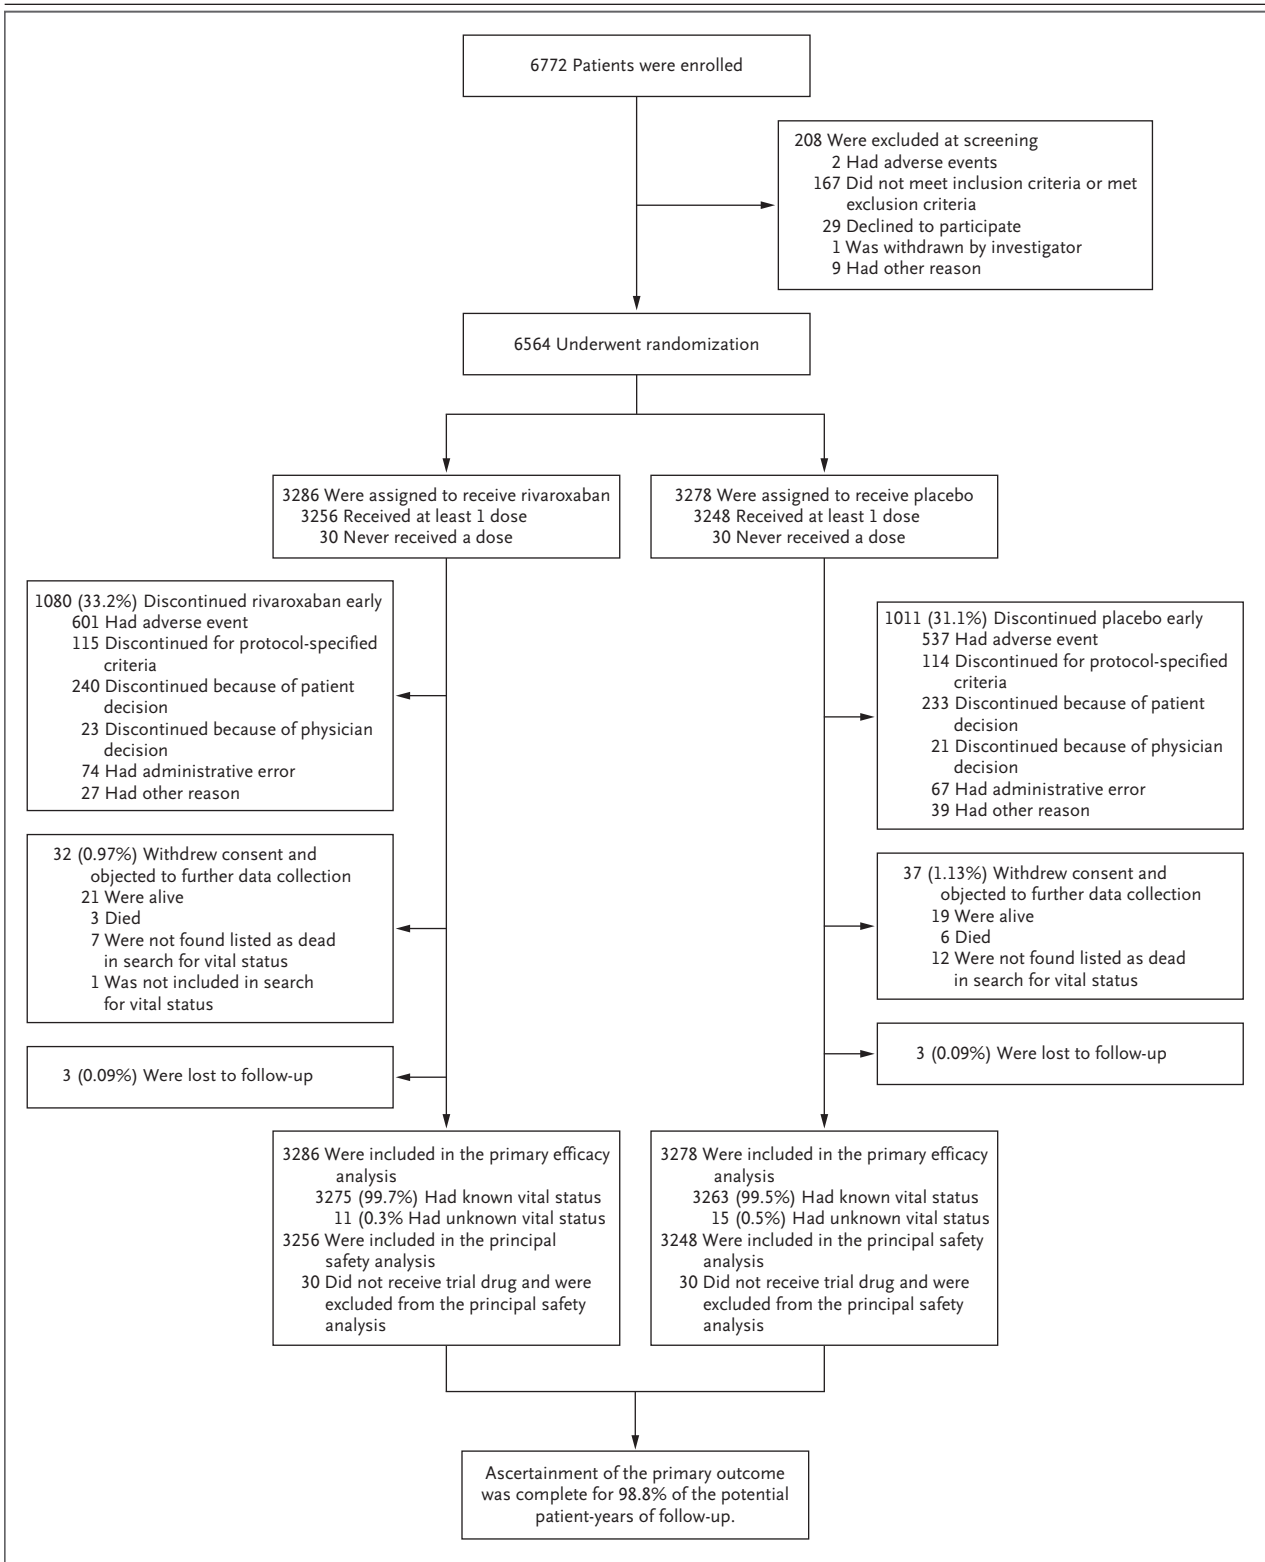 6772 Patients were enrolled
208 Were excluded at screening
2 Had adverse events
167 Did not meet inclusion criteria or met
exclusion criteria
29 Declined to participate
1 Was withdrawn by investigator
9 Had other reason
6564 Underwent randomization
3286 Were assigned to receive rivaroxaban
3256 Received at least 1 dose
30 Never received a dose
3278 Were assigned to receive placebo
3248 Received at least 1 dose
30 Never received a dose
1080 (33.2%) Discontinued rivaroxaban early
601 Had adverse event
115 Discontinued for protocol-specified
criteria
240 Discontinued because of patient
decision
23 Discontinued because of physician
decision
74 Had administrative error
27 Had other reason
1011 (31.1%) Discontinued placebo early
537 Had adverse event
114 Discontinued for protocol-specified
criteria
233 Discontinued because of patient
decision
21 Discontinued because of physician
decision
67 Had administrative error
39 Had other reason
32 (0.97%) Withdrew consent and
objected to further data collection
21 Were alive
3 Died
7 Were not found listed as dead
in search for vital status
1 Was not included in search
for vital status
37 (1.13%) Withdrew consent and
objected to further data collection
19 Were alive
6 Died
12 Were not found listed as dead
in search for vital status
3 (0.09%) Were lost to follow-up
3 (0.09%) Were lost to follow-up
3286 Were included in the primary efficacy
analysis
3275 (99.7%) Had known vital status
11 (0.3% Had unknown vital status
3256 Were included in the principal
safety analysis
30 Did not receive trial drug and were
excluded from the principal safety
analysis
3278 Were included in the primary efficacy
analysis
3263 (99.5%) Had known vital status
15 (0.5%) Had unknown vital status
3248 Were included in the principal safety
analysis
30 Did not receive trial drug and were
excluded from the principal safety
analysis
Ascertainment of the primary outcome
was complete for 98.8% of the potential
patient-years of follow-up.